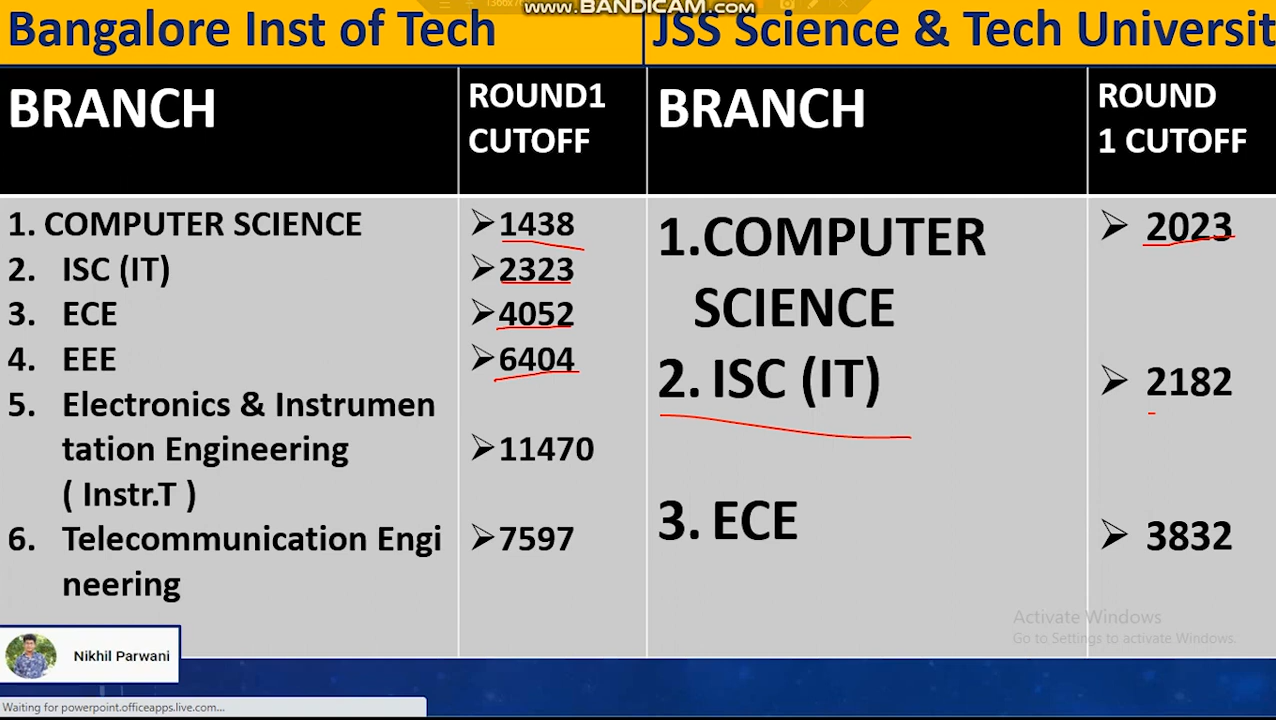 www.BANDICAM.com
Bangalore Inst of Tech
JSS Science & Tech Universit
BRANCH
ROUND1
CUTOFF
BRANCH
ROUND
1 CUTOFF
1. COMPUTER SCIENCE
➢1438
2. ISC (IT)
➢2323
3. ECE
➢4052
4. EEE
➢6404
5. Electronics & Instrumen
tation Engineering
( Instr.T )
➢11470
6. Telecommunication Engi
neering
➢7597
1.COMPUTER
SCIENCE
➢ 2023
2. ISC (IT)
➢ 2182
3. ECE
➢ 3832
Activate Windows
Go to Settings to activate Windows.
Nikhil Parwani
Waiting for powerpoint.officeapps.live.com...